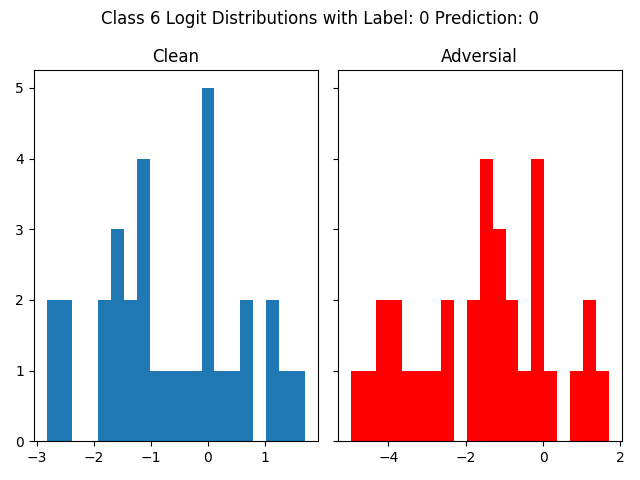 Class 6 Logit Distributions with Label: 0 Prediction: 0
Clean
Adversial
5
4
3
2
1
0
−3 −2 −1 0 1
−4 −2 0 2